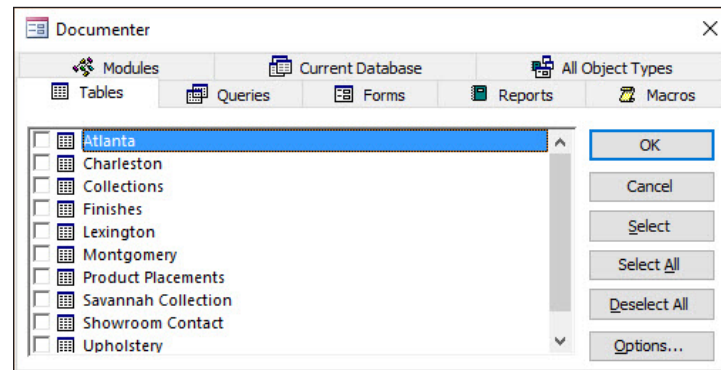 Documenter
Modules Current Database All Object Types
Tables Queries Forms Reports Macros
Atlanta
Charleston
Collections
Finishes
Lexington
Montgomery
Product Placements
Savannah Collection
Showroom Contact
Upholstery
OK
Cancel
Select
Select All
Deselect All
Options...